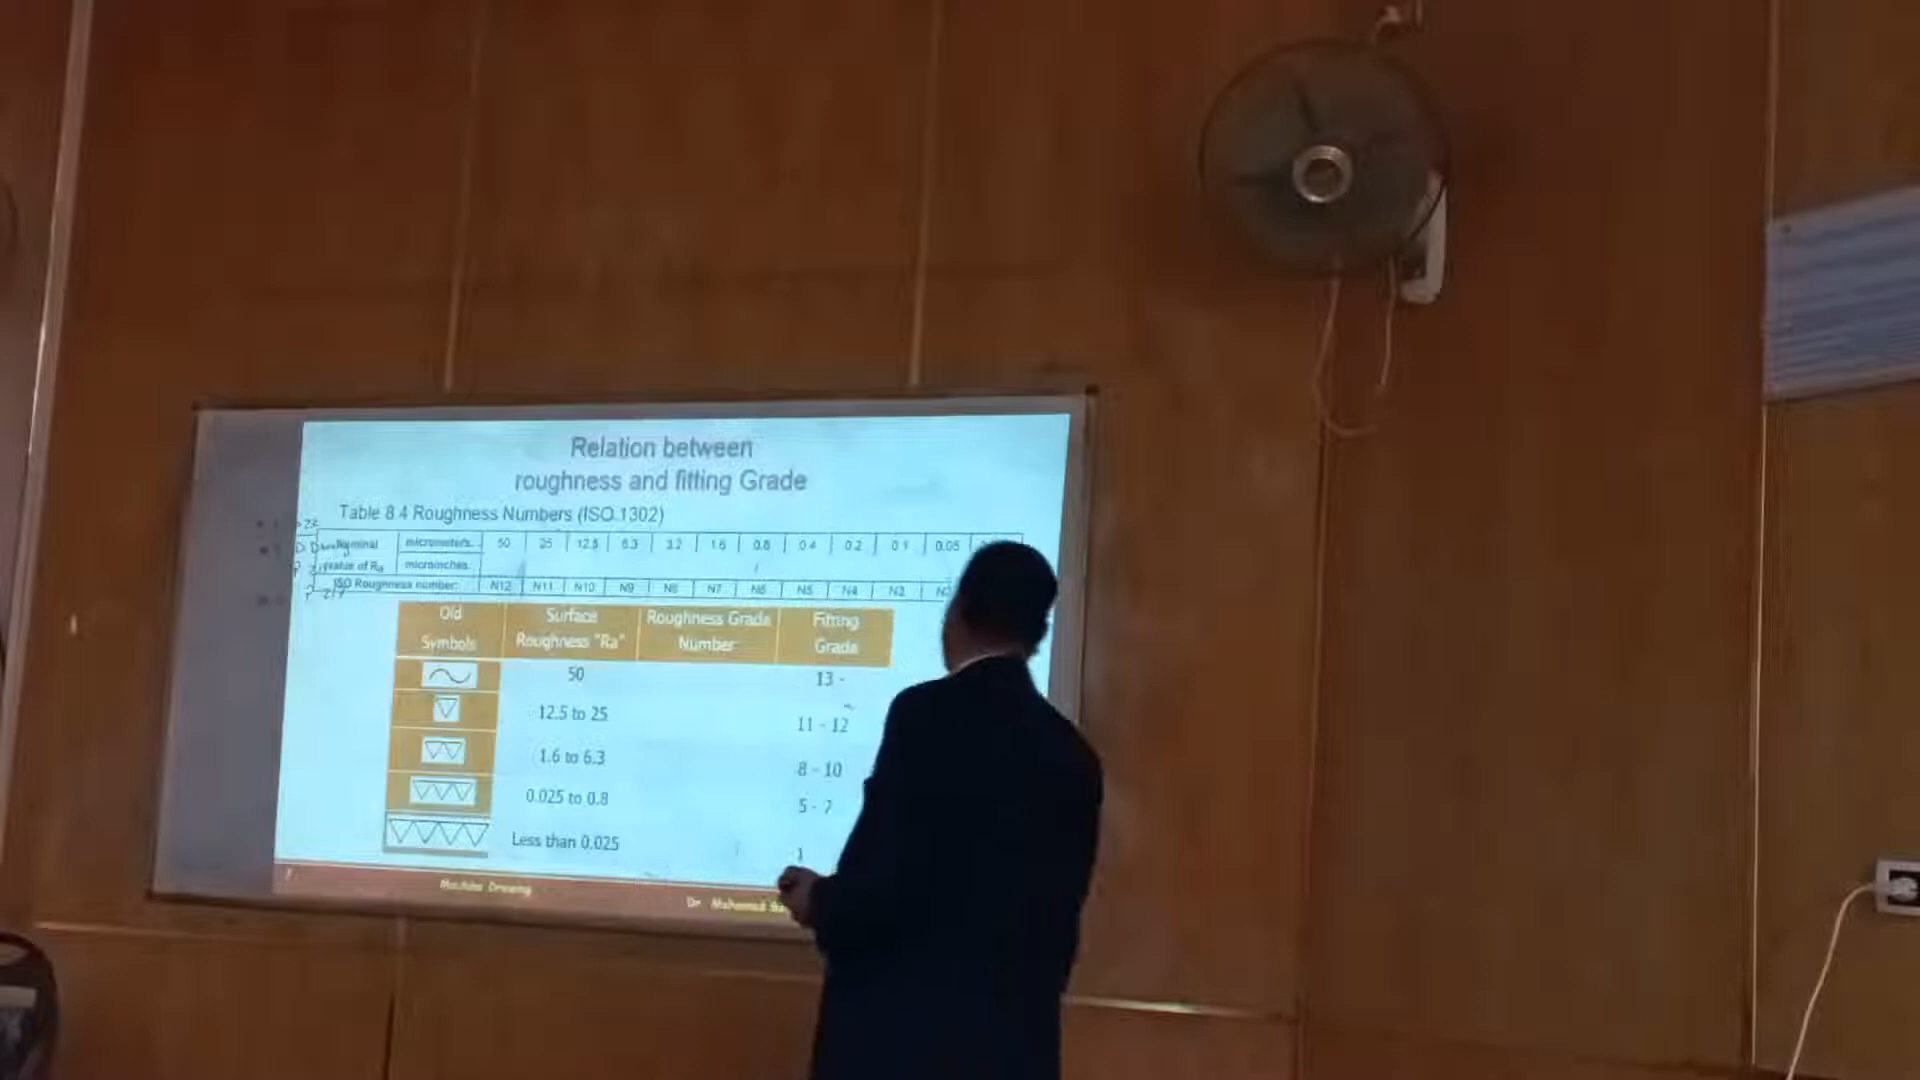 Relation between
roughness and fitting Grade
Table 8.4 Roughness Numbers (ISO 1302)
Nominal micrometers. 50 25 12.5 6.3 3.2 1.6 0.8 0.4 0.2 0.1 0.05
value of Ra microinches.
ISO Roughness number: N12 N11 N10 N9 N8 N7 N6 N5 N4 N3
Old Surface Roughness Grade Fitting
Symbols Roughness "Ra" Number Grade
50 13 -
12.5 to 25 11 - 12
1.6 to 6.3 8 - 10
0.025 to 0.8 5 - 7
Less than 0.025 1
Machine Drawing Dr Mohamed